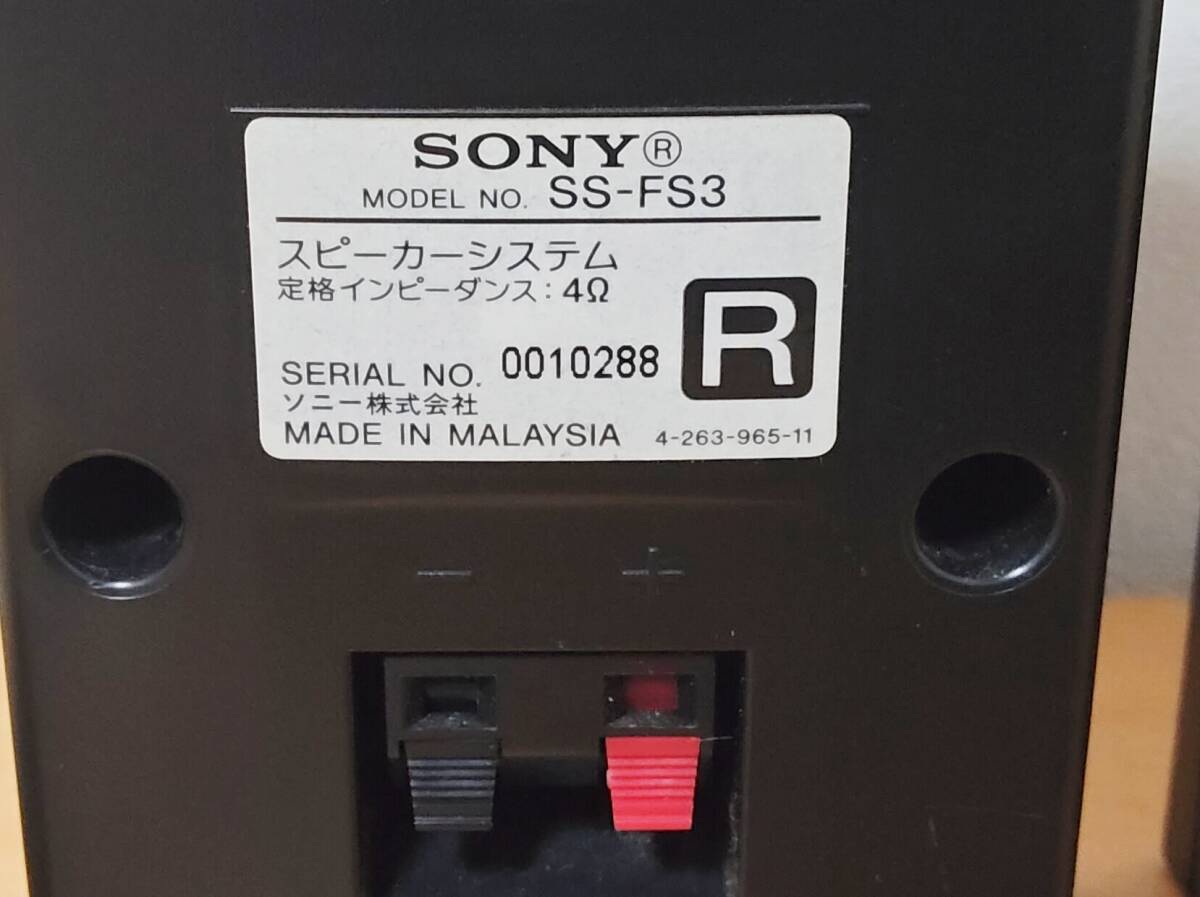 SONY®
MODEL NO. SS-FS3
スピーカーシステム
定格インピーダンス: 4Ω
R
SERIAL NO. 0010288
ソニー株式会社
MADE IN MALAYSIA 4-263-965-11
− +